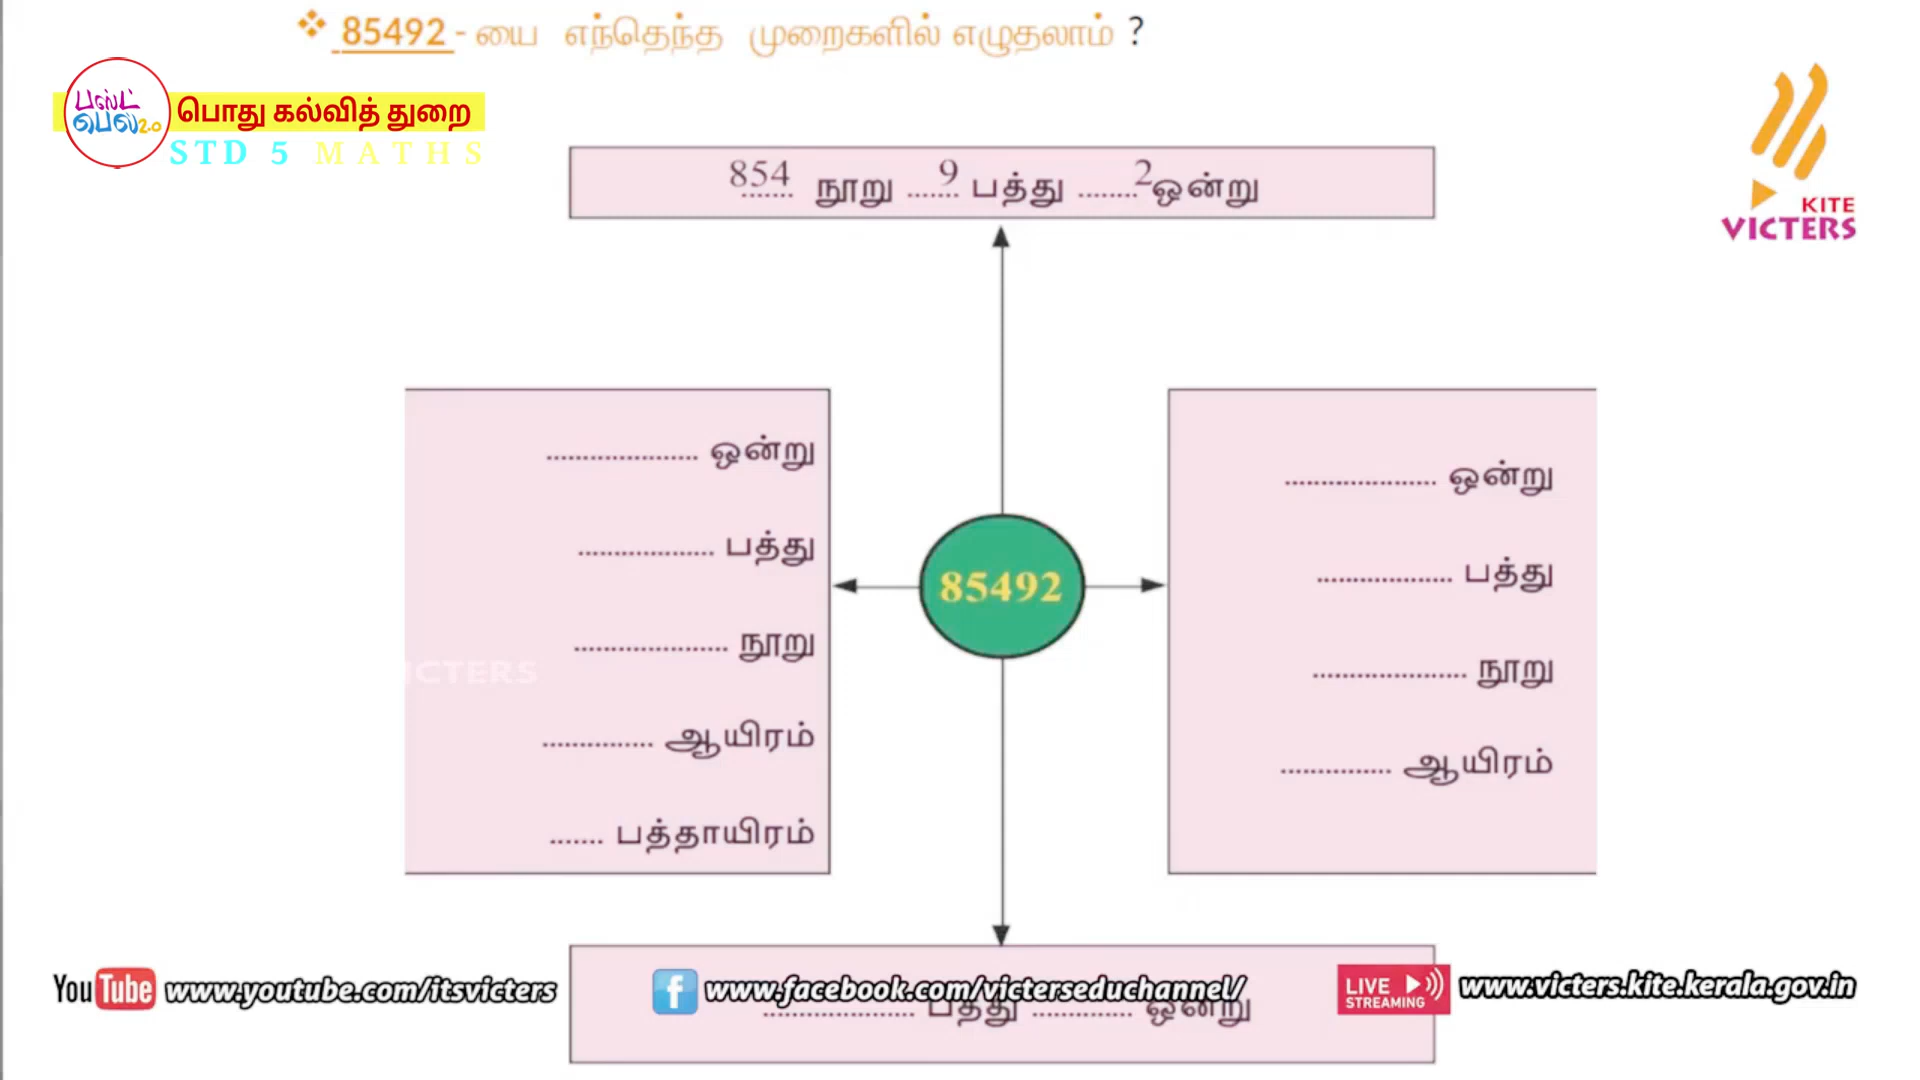 ❖ 85492 - யை எந்தெந்த முறைகளில் எழுதலாம் ?
பஸ்ட் பெல் 2.0
பொது கல்வித் துறை
STD 5 MATHS
KITE
VICTERS
854 நூறு .......9 பத்து ........2 ஒன்று
..................... ஒன்று
................... பத்து
..................... நூறு
............... ஆயிரம்
....... பத்தாயிரம்
85492
..................... ஒன்று
................... பத்து
..................... நூறு
............... ஆயிரம்
VICTERS
YouTube www.youtube.com/itsvicters
f www.facebook.com/victerseduchannel/
LIVE STREAMING www.victers.kite.kerala.gov.in
..................... பத்து .............. ஒன்று